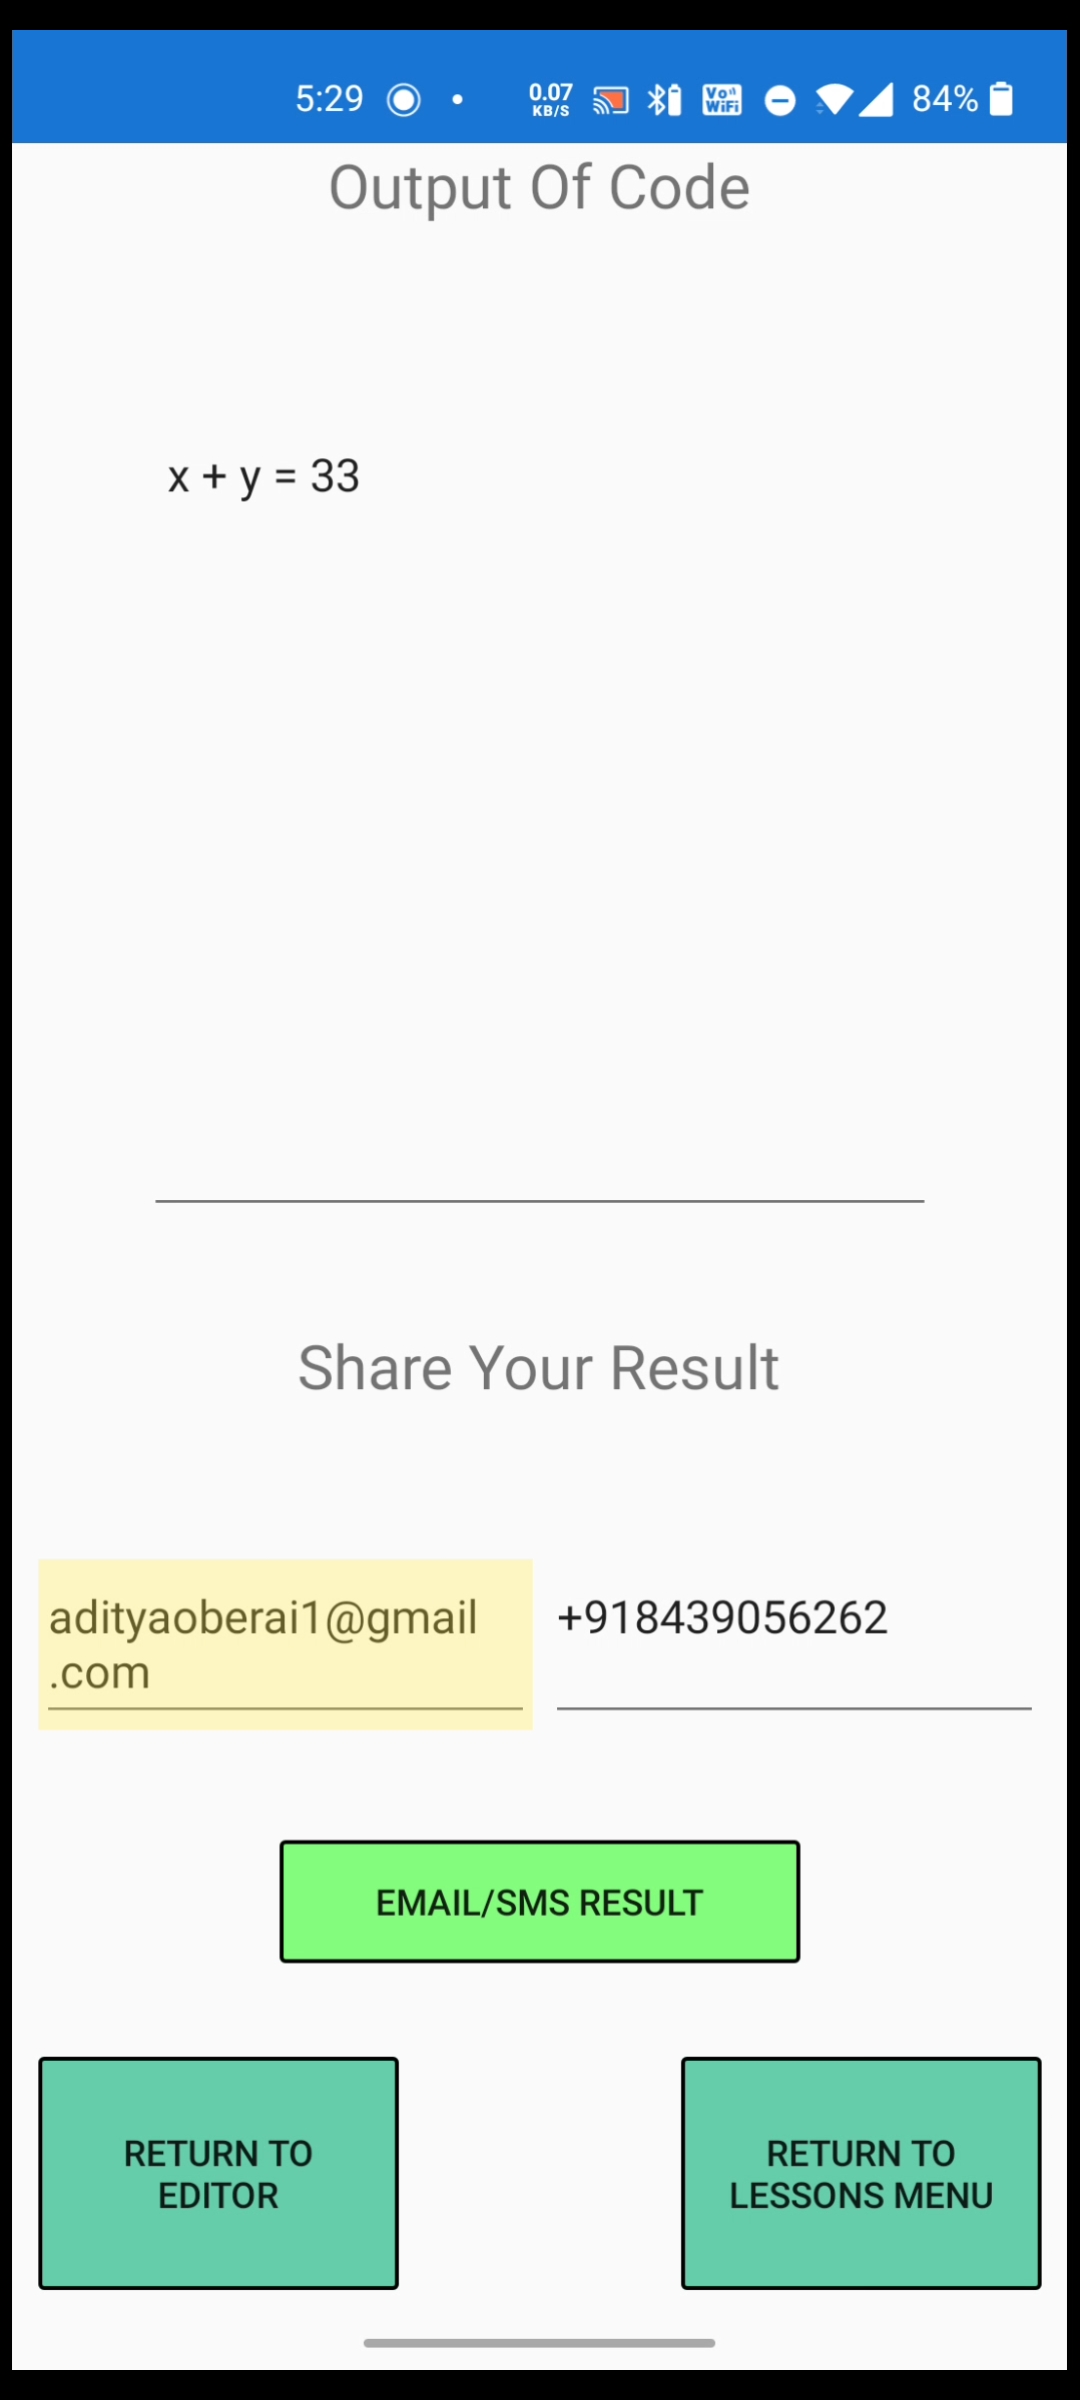 5:29
0.07
KB/S
Vo
WiFi
84%
Output Of Code
x + y = 33
Share Your Result
adityaoberai1@gmail
.com
+918439056262
EMAIL/SMS RESULT
RETURN TO
EDITOR
RETURN TO
LESSONS MENU